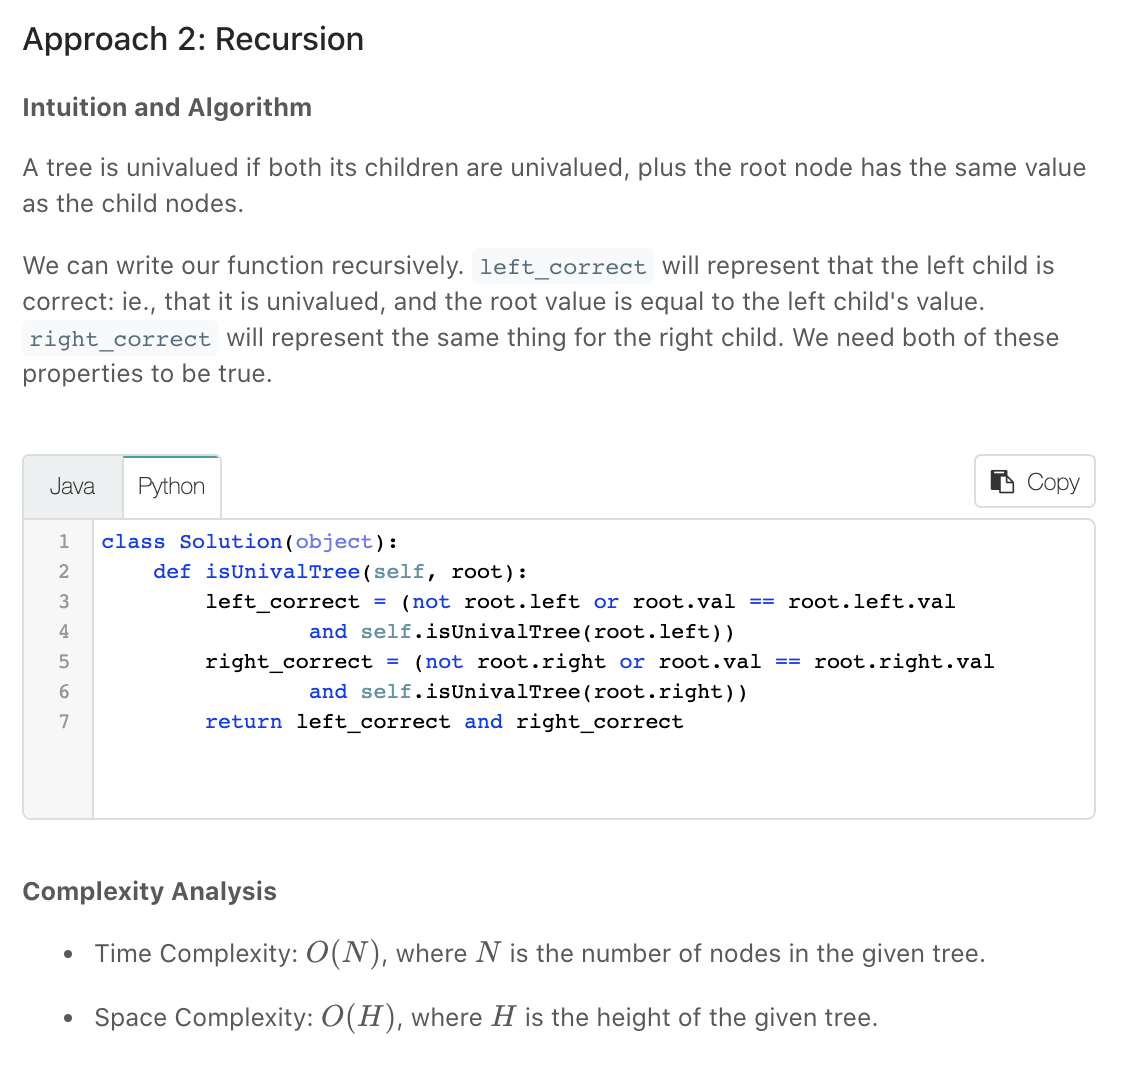 Approach 2: Recursion
Intuition and Algorithm
A tree is univalued if both its children are univalued, plus the root node has the same value
as the child nodes.
We can write our function recursively. left_correct will represent that the left child is
correct: ie., that it is univalued, and the root value is equal to the left child's value.
right_correct will represent the same thing for the right child. We need both of these
properties to be true.
Java Python Copy
1 class Solution(object):
2     def isUnivalTree(self, root):
3         left_correct = (not root.left or root.val == root.left.val
4                 and self.isUnivalTree(root.left))
5         right_correct = (not root.right or root.val == root.right.val
6                 and self.isUnivalTree(root.right))
7         return left_correct and right_correct
Complexity Analysis
• Time Complexity: O(N), where N is the number of nodes in the given tree.
• Space Complexity: O(H), where H is the height of the given tree.